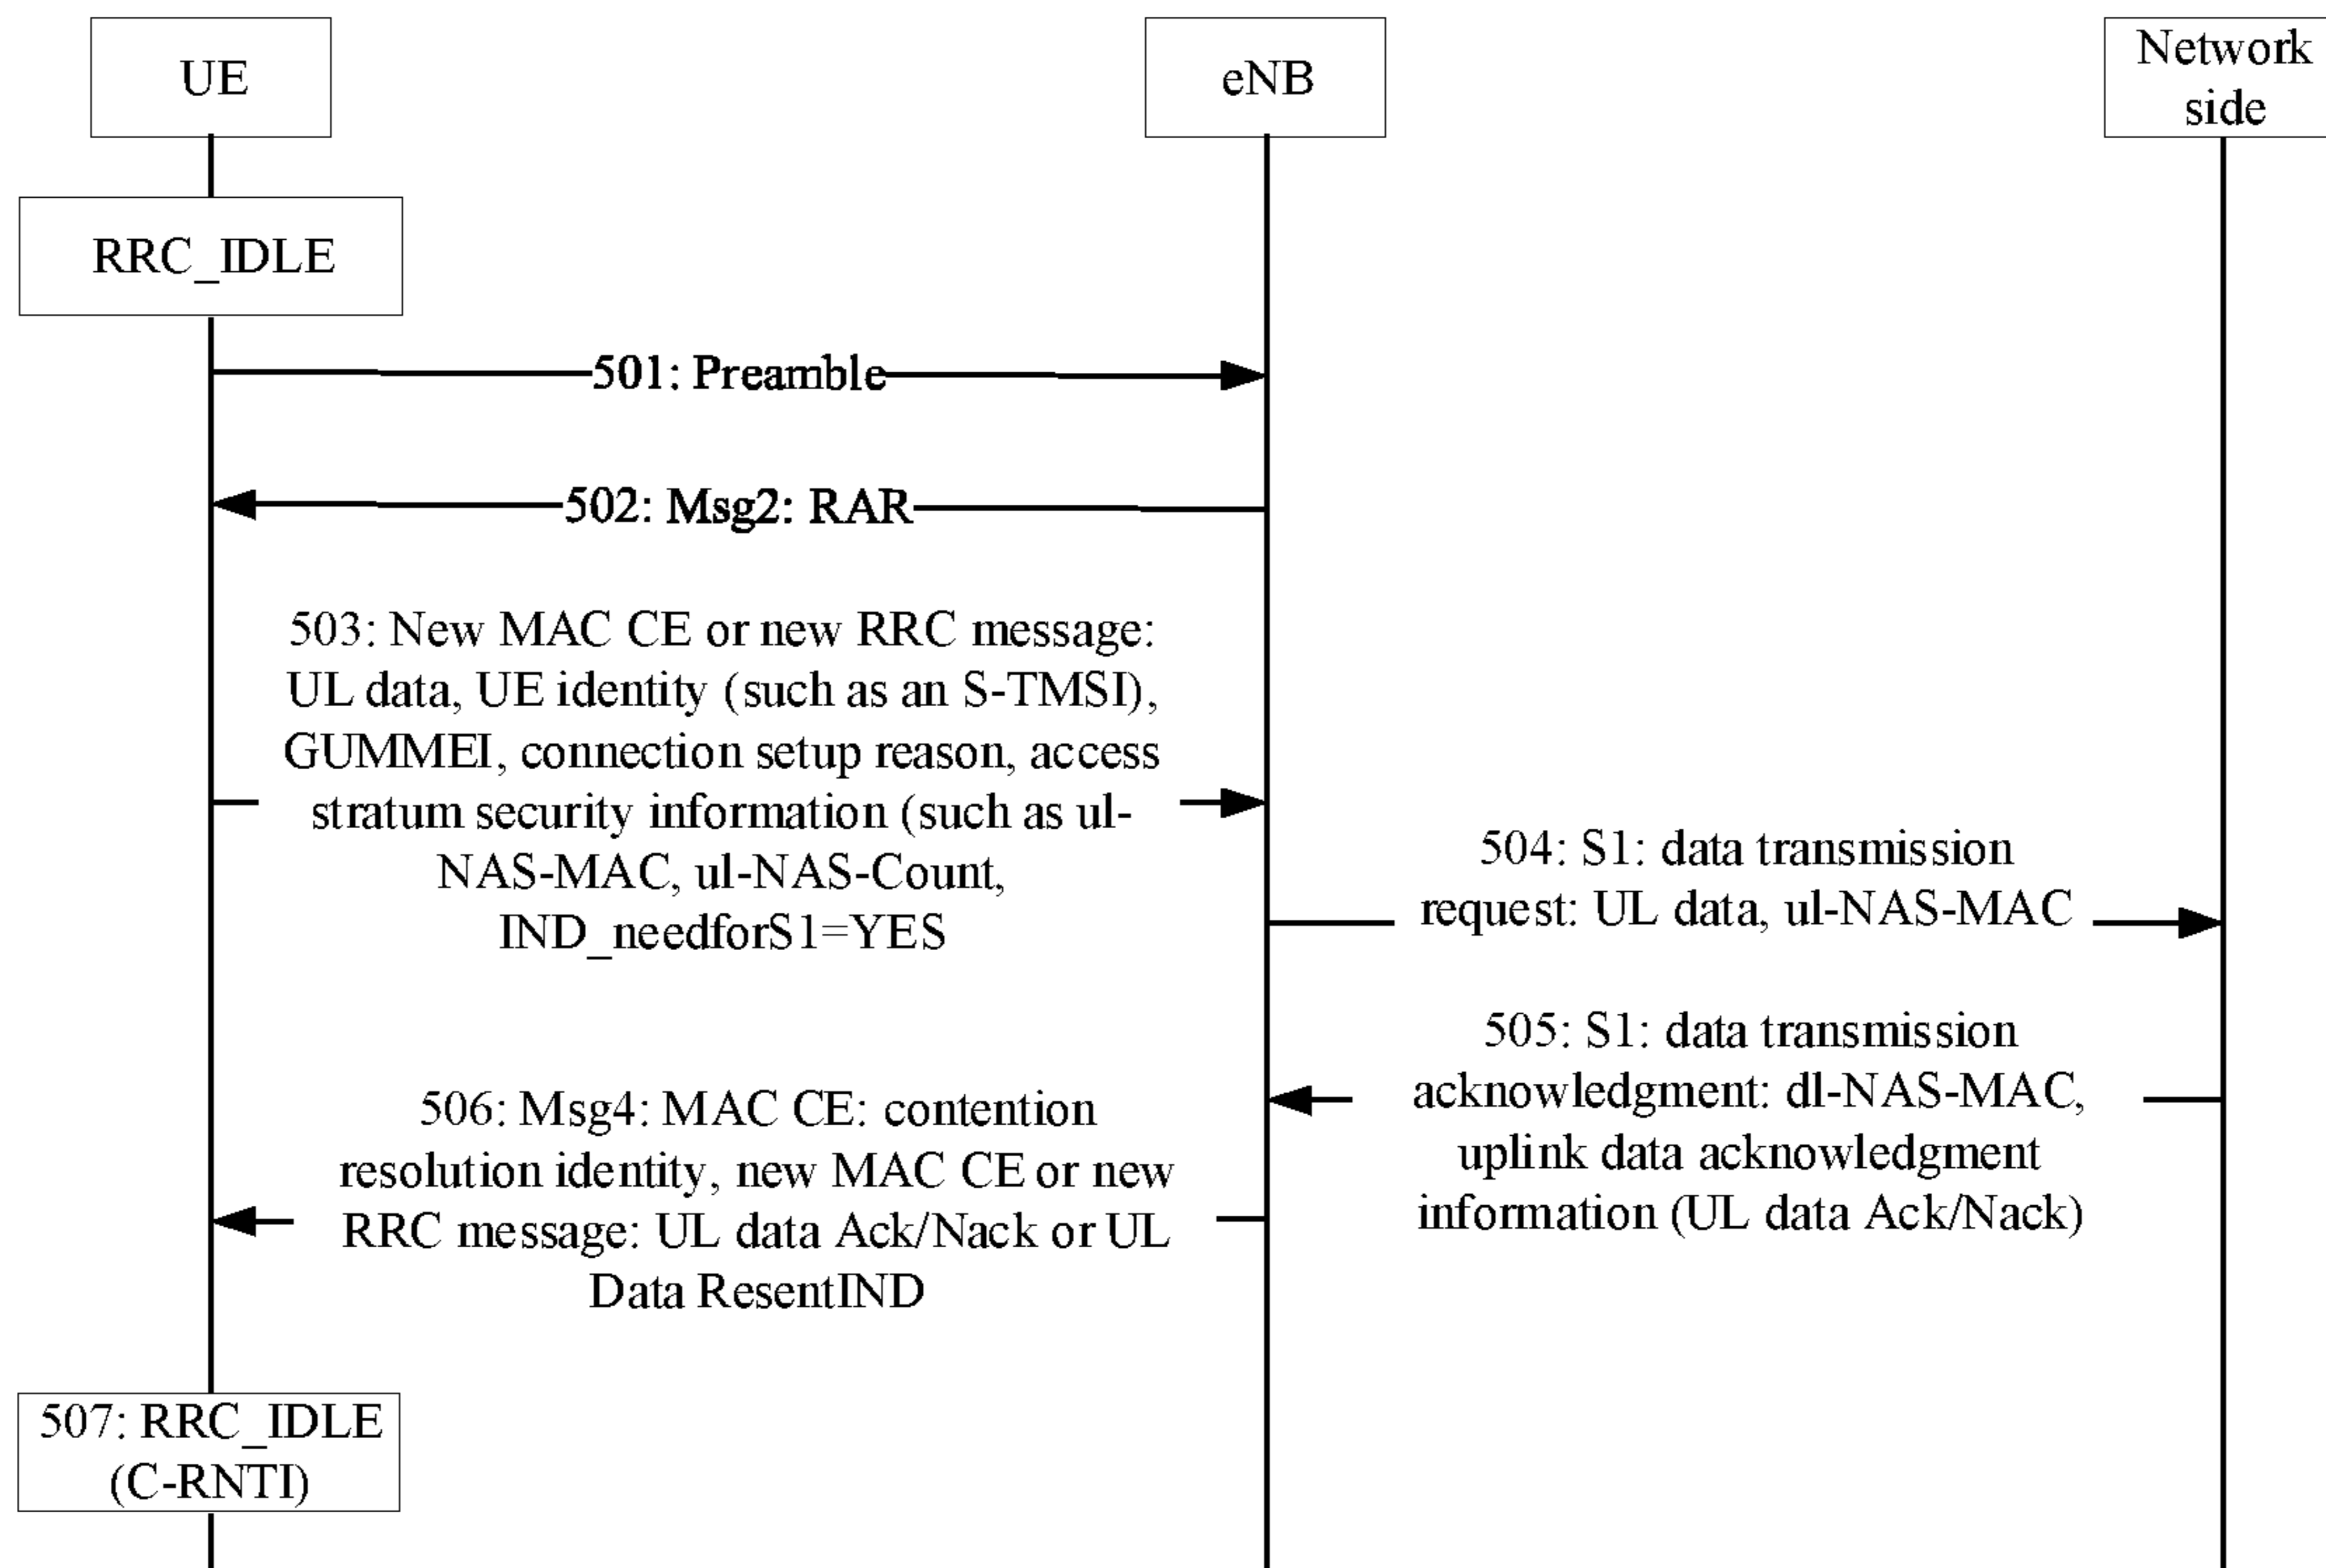 UE
eNB
Network
side
RRC_IDLE
501: Preamble
502: Msg2: RAR
503: New MAC CE or new RRC message:
UL data, UE identity (such as an S-TMSI),
GUMMEI, connection setup reason, access
stratum security information (such as ul-
NAS-MAC, ul-NAS-Count,
IND_needforS1=YES
504: S1: data transmission
request: UL data, ul-NAS-MAC
505: S1: data transmission
acknowledgment: dl-NAS-MAC,
uplink data acknowledgment
information (UL data Ack/Nack)
506: Msg4: MAC CE: contention
resolution identity, new MAC CE or new
RRC message: UL data Ack/Nack or UL
Data ResentIND
507: RRC_IDLE
(C-RNTI)